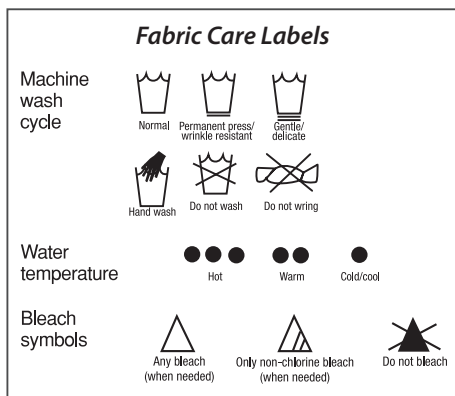 Fabric Care Labels
Machine
wash
cycle
Normal
Permanent press/
wrinkle resistant
Gentle/
delicate
Hand wash
Do not wash
Do not wring
Water
temperature
Hot
Warm
Cold/cool
Bleach
symbols
Any bleach
(when needed)
Only non-chlorine bleach
(when needed)
Do not bleach